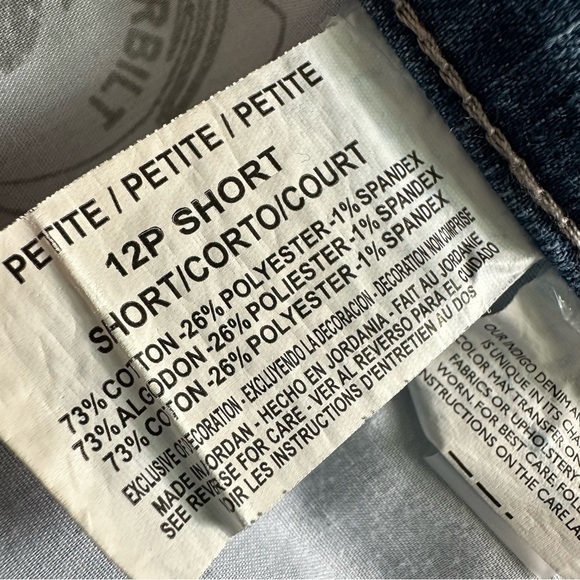 RBILT
PETITE / PETITE / PETITE
12P SHORT
SHORT/CORTO/COURT
73% COTTON -26% POLYESTER -1% SPANDEX
73% ALGODON -26% POLIESTER -1% SPANDEX
73% COTON -26% POLYESTER -1% SPANDEX
EXCLUSIVE OF DECORATION - EXCLUYENDO LA DECORACION - DECORATION NON COMPRISE
MADE IN JORDAN - HECHO EN JORDANIA - FAIT AU JORDANIE
SEE REVERSE FOR CARE - VER AL REVERSO PARA EL CUIDADO
DIR LES INSTRUCTIONS D'ENTRETIEN AU DOS
OUR INDIGO DENIM
IS UNIQUE IN ITS CHA
COLOR MAY TRANSFER ON
FABRICS OR UPHOLSTER
WORN. FOR BEST CARE, FOL
INSTRUCTIONS ON THE CARE LAB